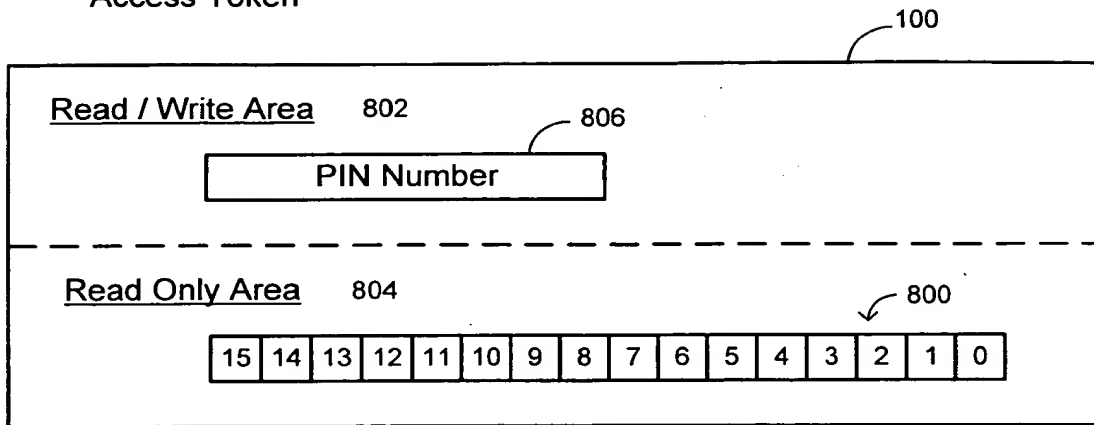 Access Token
100
Read / Write Area 802
806
PIN Number
Read Only Area 804
800
15 14 13 12 11 10 9 8 7 6 5 4 3 2 1 0